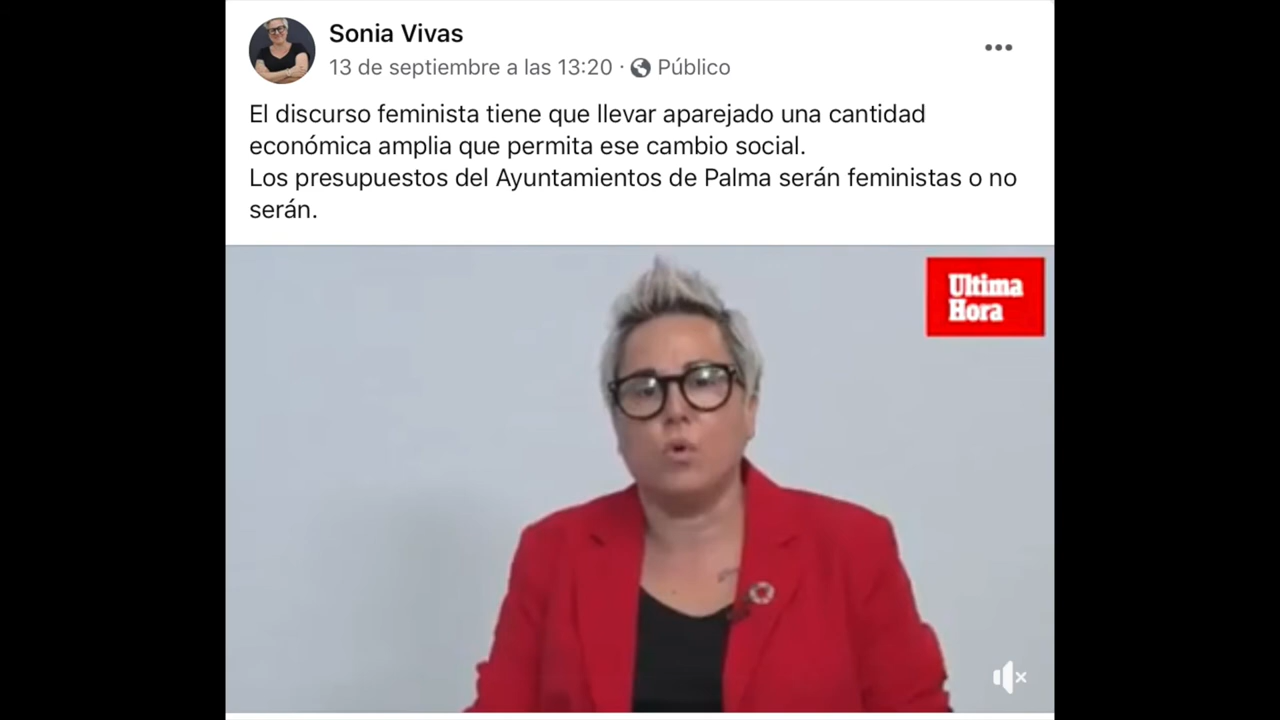 Sonia Vivas
13 de septiembre a las 13:20 · Público
El discurso feminista tiene que llevar aparejado una cantidad
económica amplia que permita ese cambio social.
Los presupuestos del Ayuntamientos de Palma serán feministas o no
serán.
Ultima
Hora